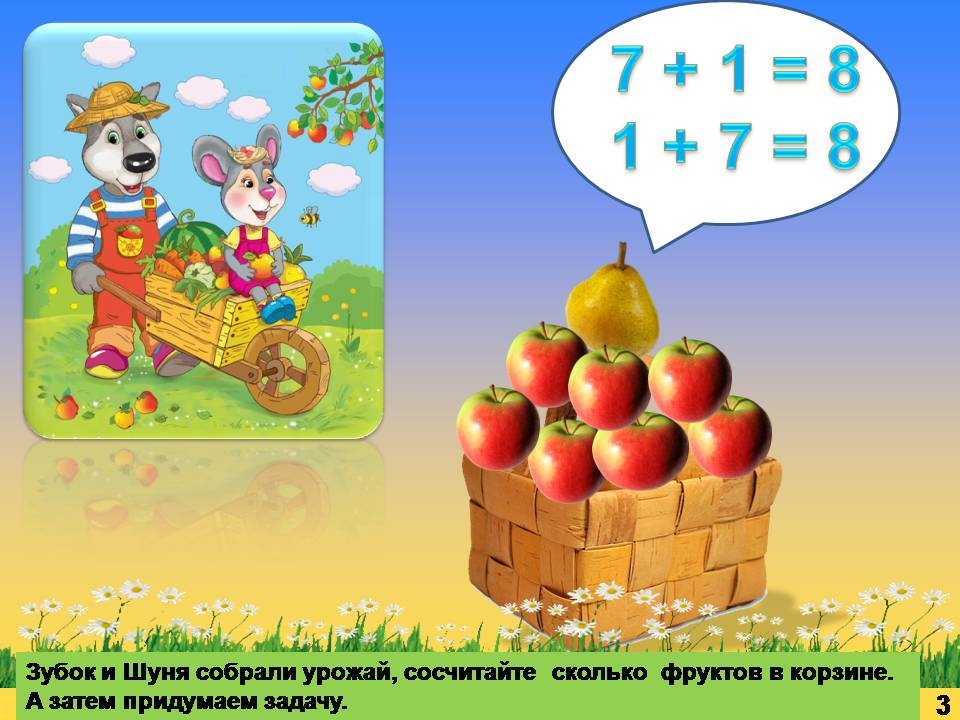 7 + 1 = 8
1 + 7 = 8
Зубок и Шуня собрали урожай, сосчитайте  сколько  фруктов в корзине.
А затем придумаем задачу.
3